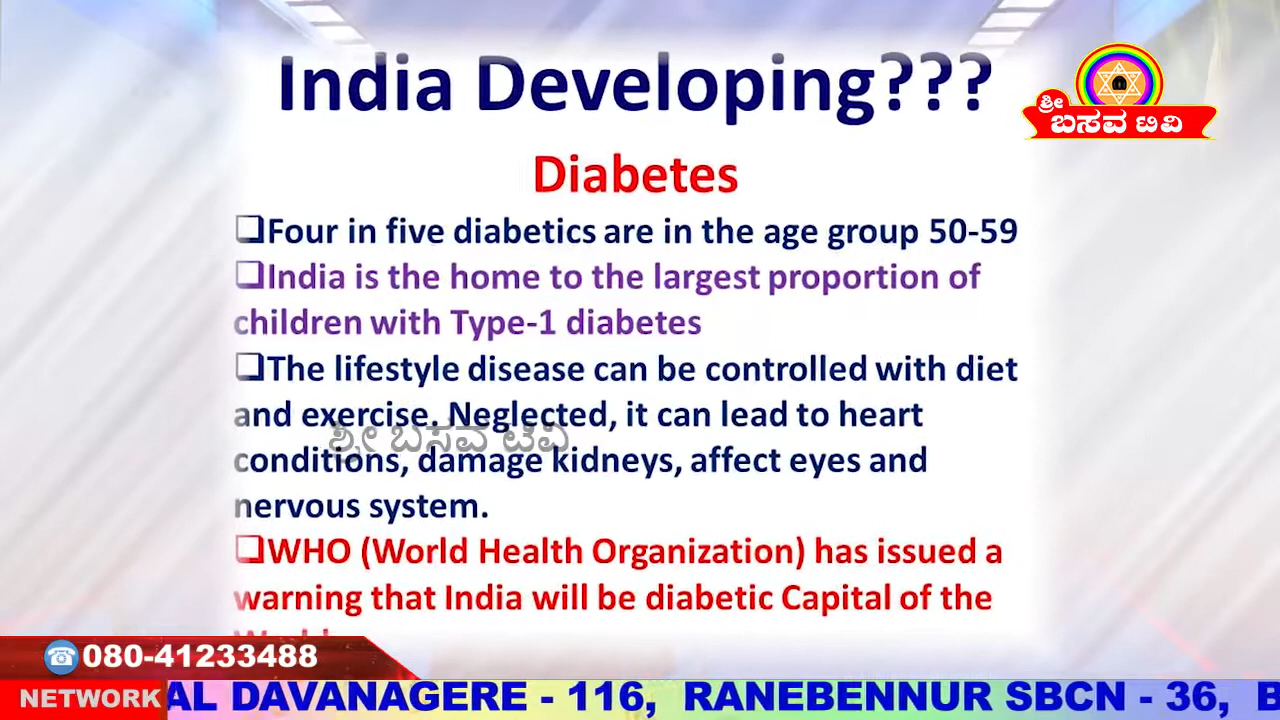 India Developing???
ಶ್ರೀ
ಬಸವ ಟಿವಿ
Diabetes
❑Four in five diabetics are in the age group 50-59
❑India is the home to the largest proportion of
children with Type-1 diabetes
❑The lifestyle disease can be controlled with diet
and exercise. Neglected, it can lead to heart
ಶ್ರೀ ಬಸವ ಟಿವಿ
conditions, damage kidneys, affect eyes and
nervous system.
❑WHO (World Health Organization) has issued a
warning that India will be diabetic Capital of the
080-41233488
NETWORK AL DAVANAGERE - 116, RANEBENNUR SBCN - 36, B